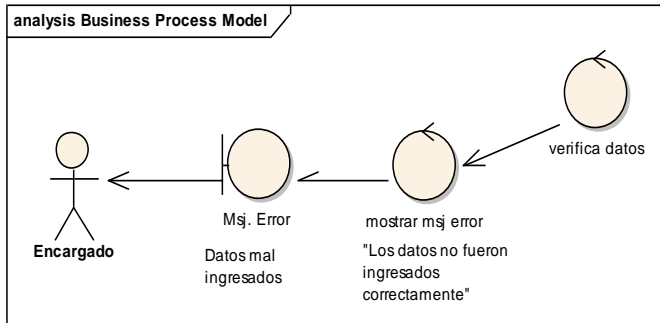 analysis Business Process Model
verifica datos
Encargado
Msj. Error
Datos mal
ingresados
mostrar msj error
"Los datos no fueron
ingresados
correctamente"